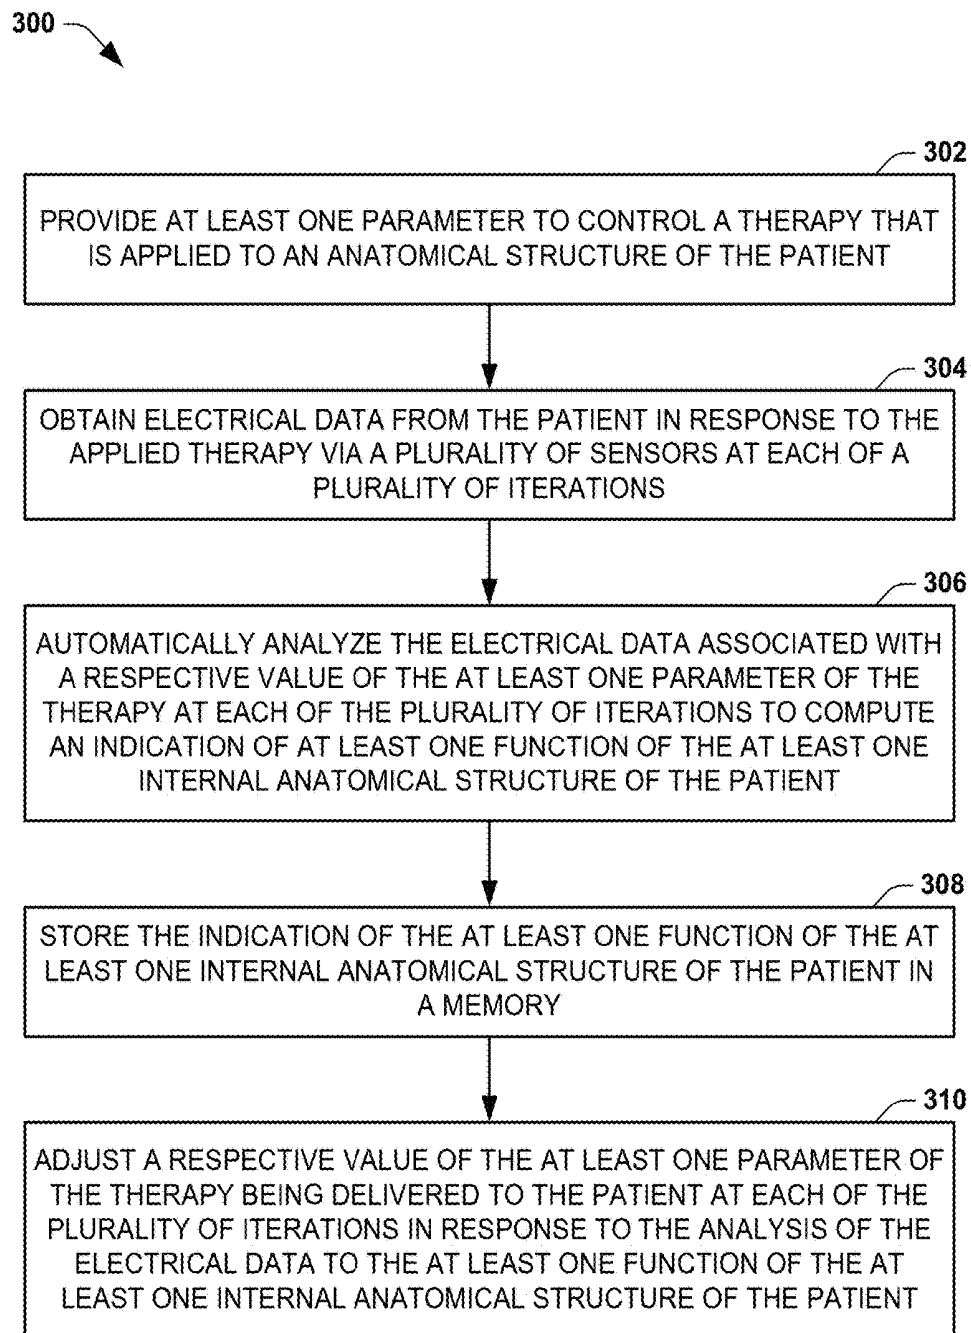 300
302
PROVIDE AT LEAST ONE PARAMETER TO CONTROL A THERAPY THAT
IS APPLIED TO AN ANATOMICAL STRUCTURE OF THE PATIENT
304
OBTAIN ELECTRICAL DATA FROM THE PATIENT IN RESPONSE TO THE
APPLIED THERAPY VIA A PLURALITY OF SENSORS AT EACH OF A
PLURALITY OF ITERATIONS
306
AUTOMATICALLY ANALYZE THE ELECTRICAL DATA ASSOCIATED WITH
A RESPECTIVE VALUE OF THE AT LEAST ONE PARAMETER OF THE
THERAPY AT EACH OF THE PLURALITY OF ITERATIONS TO COMPUTE
AN INDICATION OF AT LEAST ONE FUNCTION OF THE AT LEAST ONE
INTERNAL ANATOMICAL STRUCTURE OF THE PATIENT
308
STORE THE INDICATION OF THE AT LEAST ONE FUNCTION OF THE AT
LEAST ONE INTERNAL ANATOMICAL STRUCTURE OF THE PATIENT IN
A MEMORY
310
ADJUST A RESPECTIVE VALUE OF THE AT LEAST ONE PARAMETER OF
THE THERAPY BEING DELIVERED TO THE PATIENT AT EACH OF THE
PLURALITY OF ITERATIONS IN RESPONSE TO THE ANALYSIS OF THE
ELECTRICAL DATA TO THE AT LEAST ONE FUNCTION OF THE AT
LEAST ONE INTERNAL ANATOMICAL STRUCTURE OF THE PATIENT